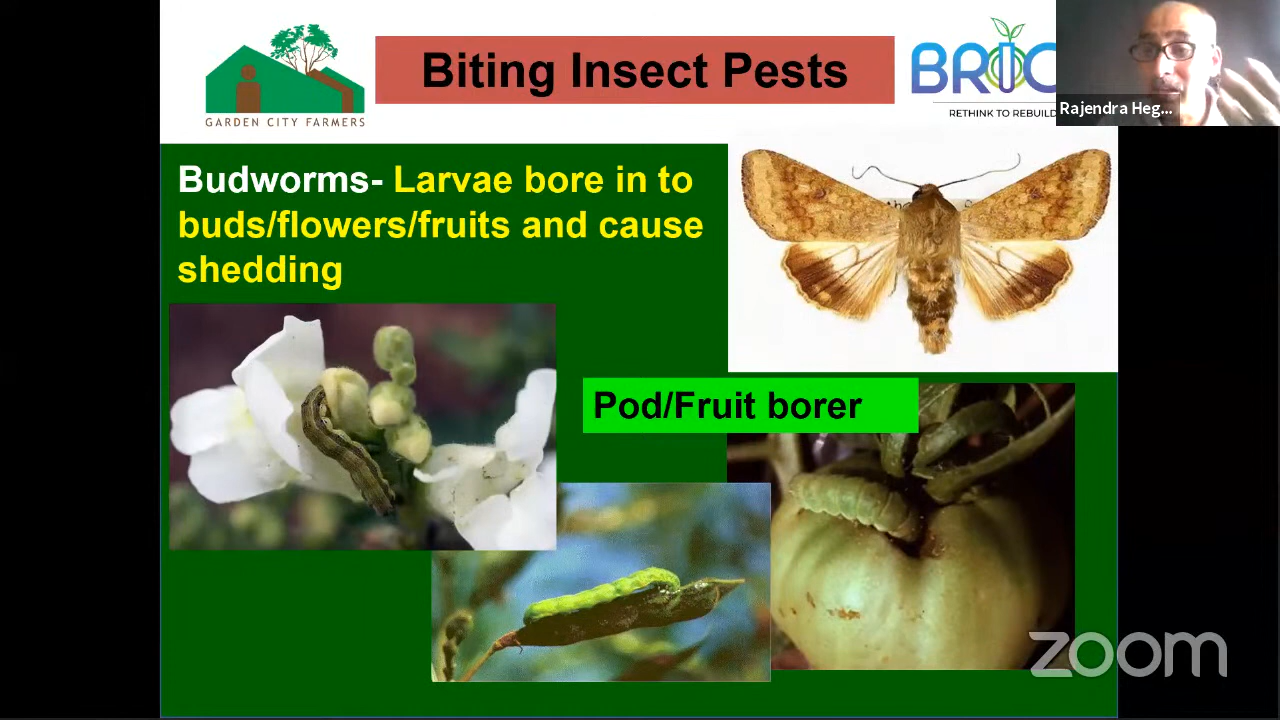 GARDEN CITY FARMERS
Biting Insect Pests
BRIC
RETHINK TO REBUILD
Rajendra Heg...
Budworms- Larvae bore in to
buds/flowers/fruits and cause
shedding
Pod/Fruit borer
zoom